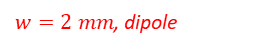 w = 2 mm, dipole